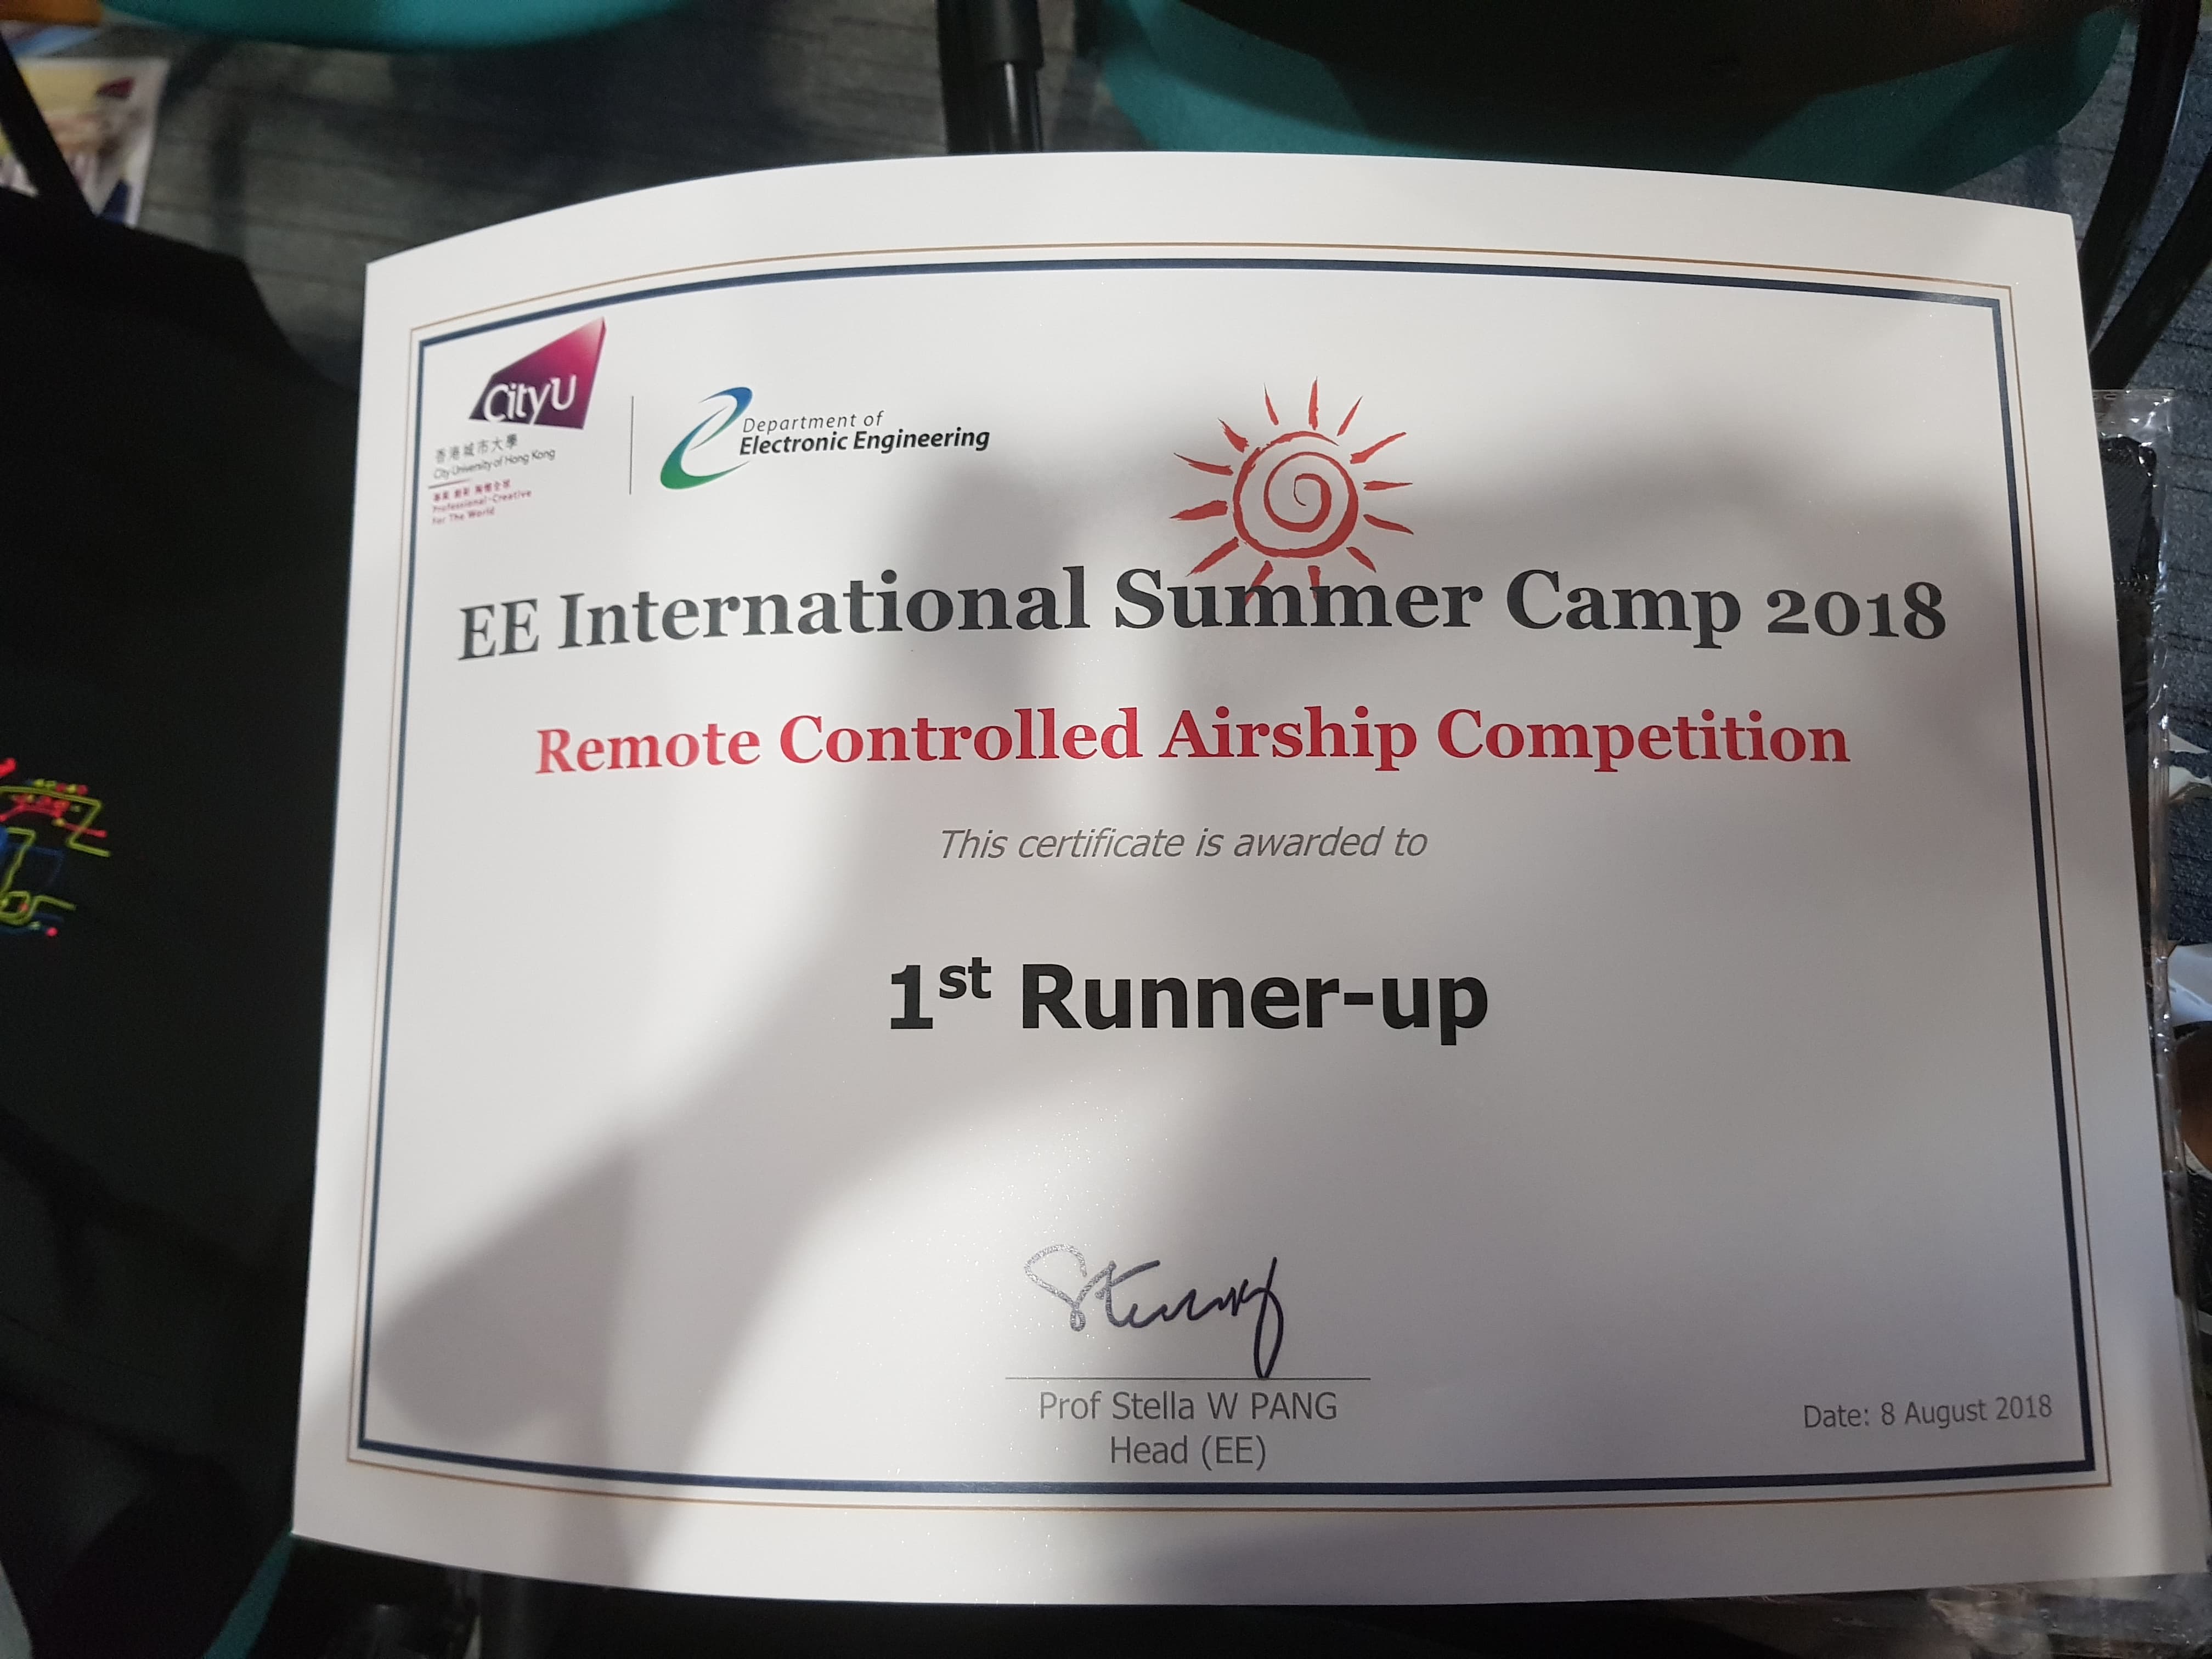 CityU
香港城市大學
City University of Hong Kong
專業 創新 胸懷全球
Professional·Creative
For The World
Department of
Electronic Engineering
EE International Summer Camp 2018
Remote Controlled Airship Competition
This certificate is awarded to
1st Runner-up
Prof Stella W PANG
Head (EE)
Date: 8 August 2018